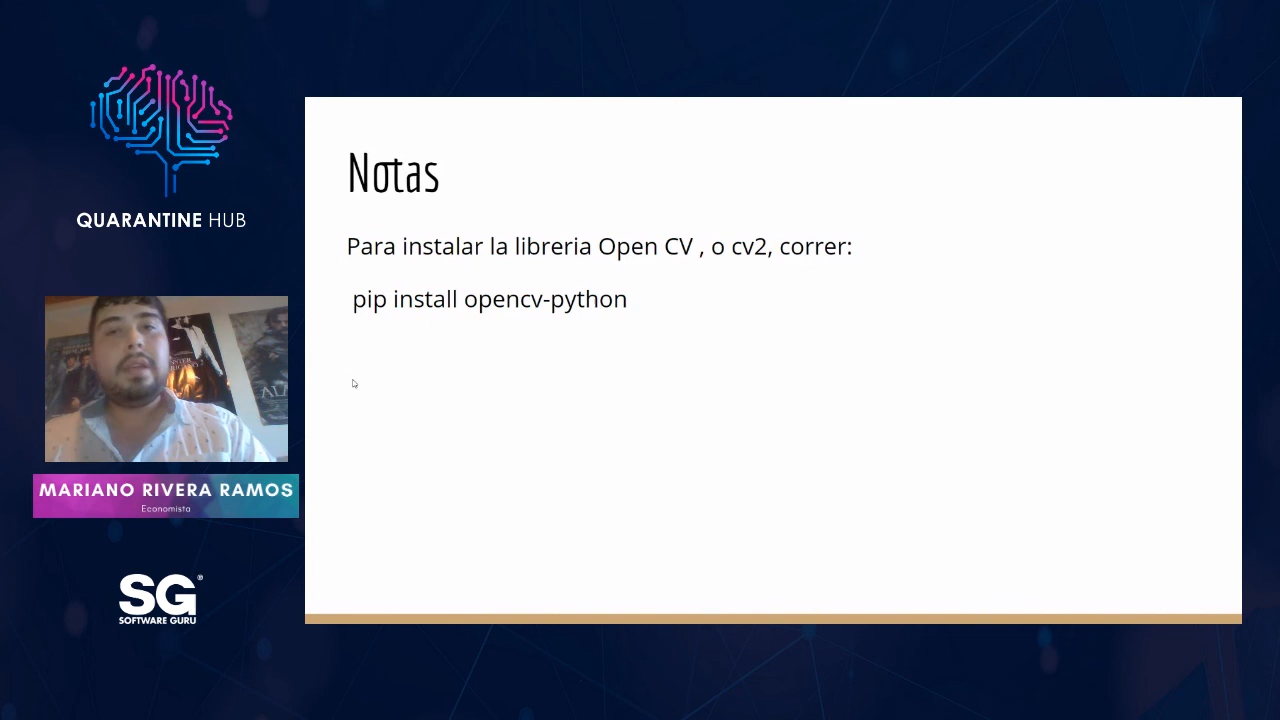 QUARANTINE HUB
Notas
Para instalar la libreria Open CV , o cv2, correr:
pip install opencv-python
MARIANO RIVERA RAMOS
Economista
SG®
SOFTWARE GURU